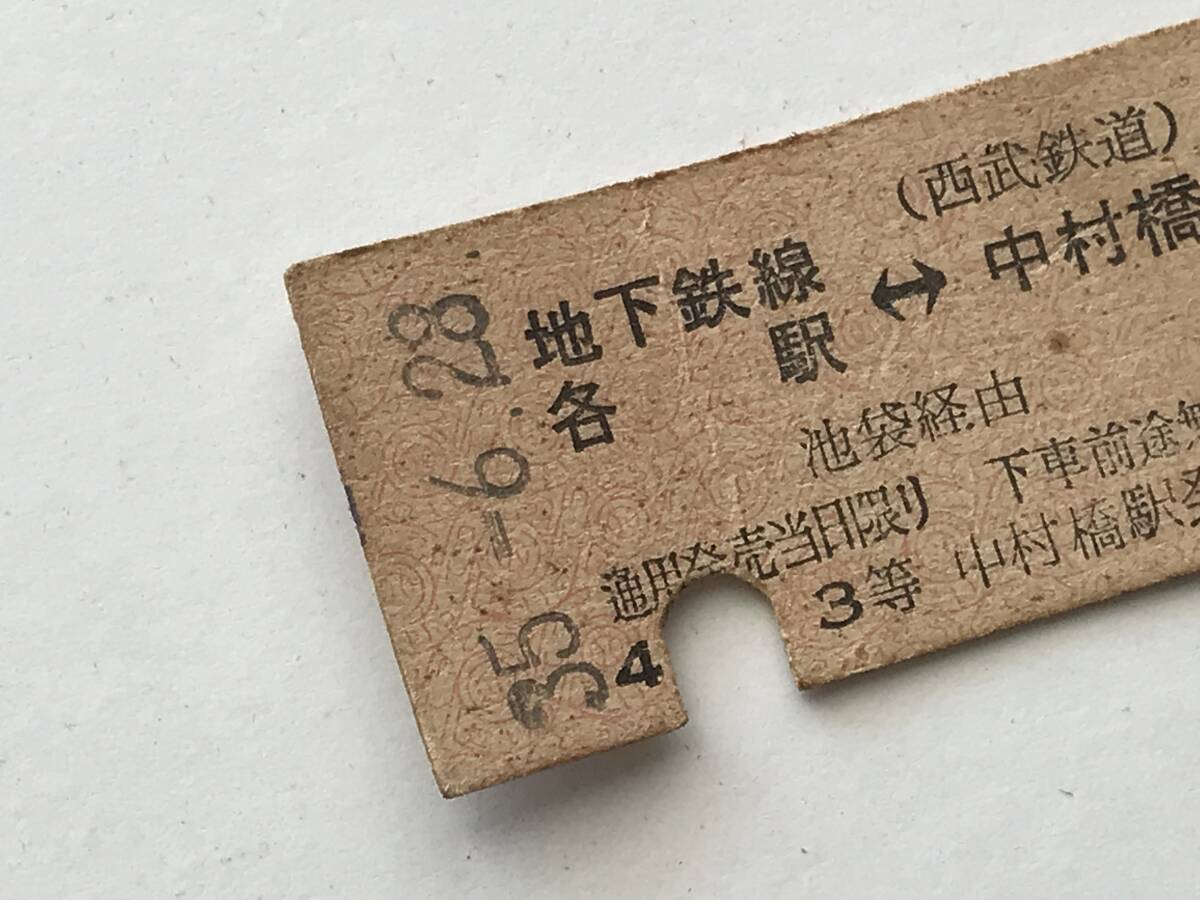 35.-6.28.
(西武鉄道)
地下鉄線 ↔ 中村橋
各駅
池袋経由
通用発売当日限り 下車前途
4 3等 中村橋駅